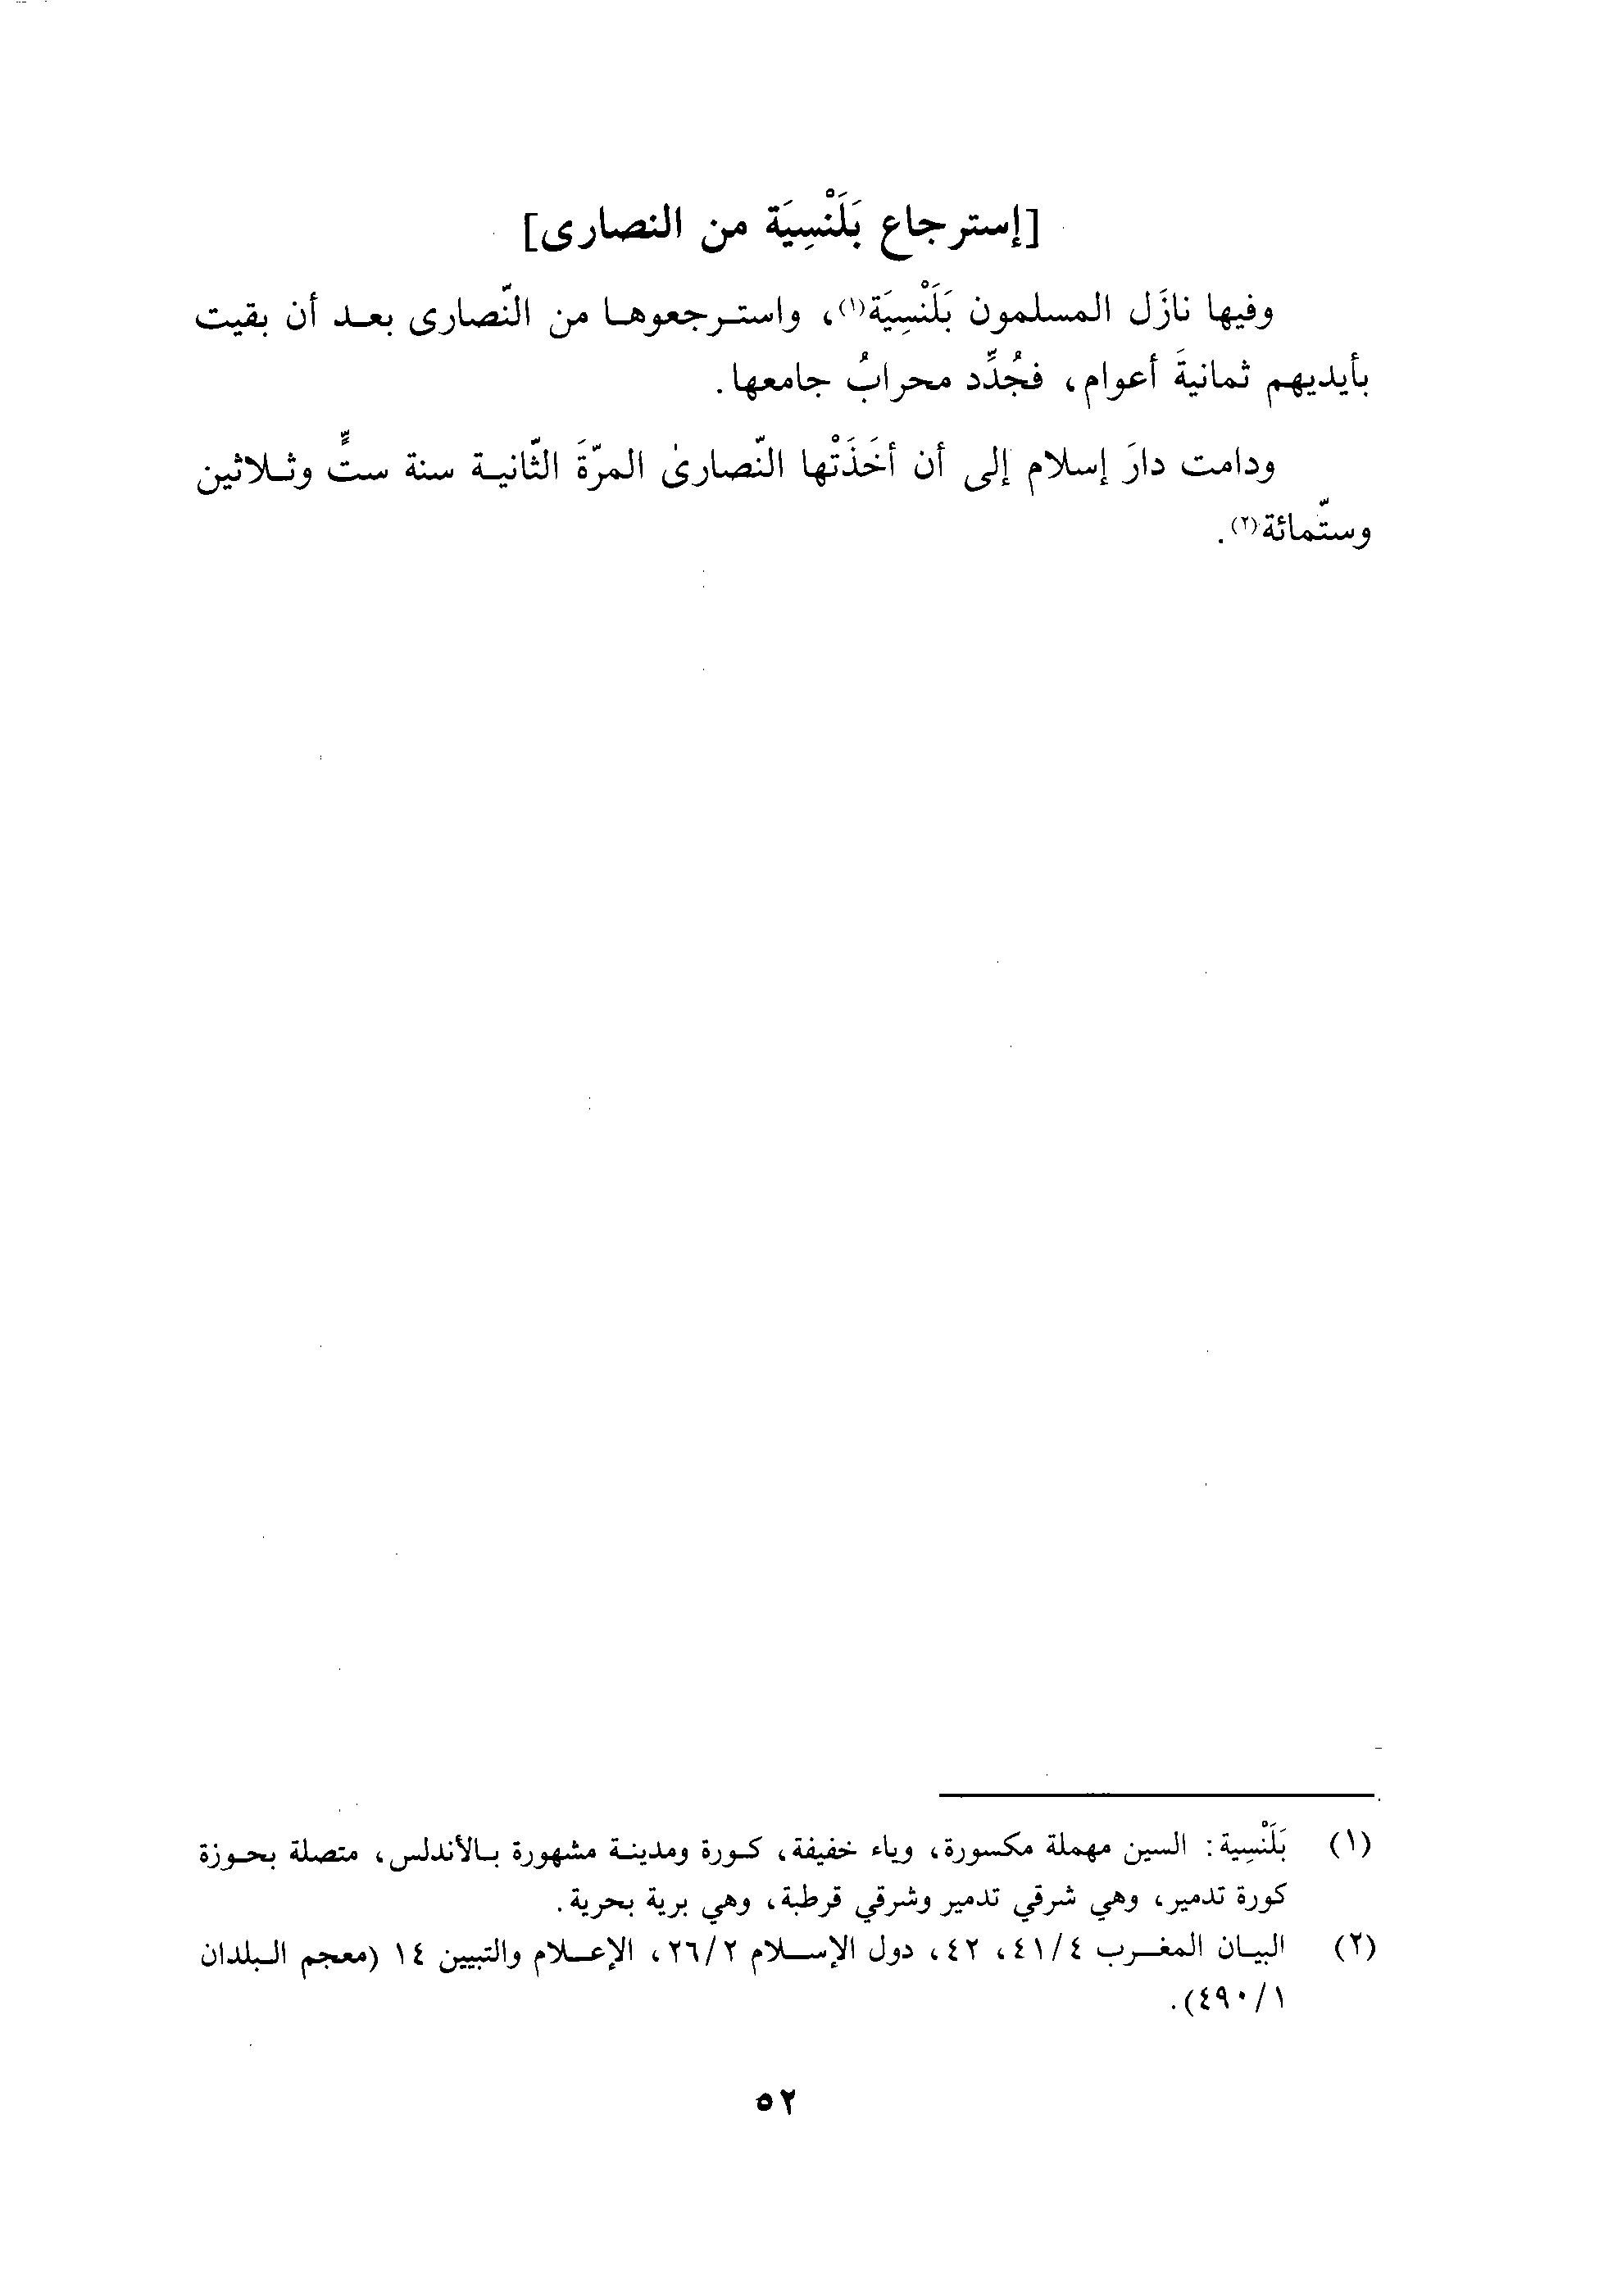 [إسترجاع بَلَنْسِيَة من النصارى]
وفيها نازَل المسلمون بَلَنْسِيَة(١)، واسترجعوها من النّصارى بعد أن بقيت
بأيديهم ثمانيةَ أعوام، فجُدِّد محرابُ جامعها.
ودامت دارَ إسلام إلى أن أخَذَتْها النّصارىٰ المرّةَ الثّانية سنة ستٍّ وثلاثين
وستّمائة(٢).
(١) بَلَنْسِية: السين مهملة مكسورة، وياء خفيفة، كورة ومدينة مشهورة بالأندلس، متصلة بحوزة
كورة تدمير، وهي شرقي تدمير وشرقي قرطبة، وهي برية بحرية.
(٢) البيان المغرب ٤/٤١، ٤٢، دول الإسلام ٢/٢٦، الإعلام والتبيين ١٤ (معجم البلدان
١/٤٩٠).
٥٢